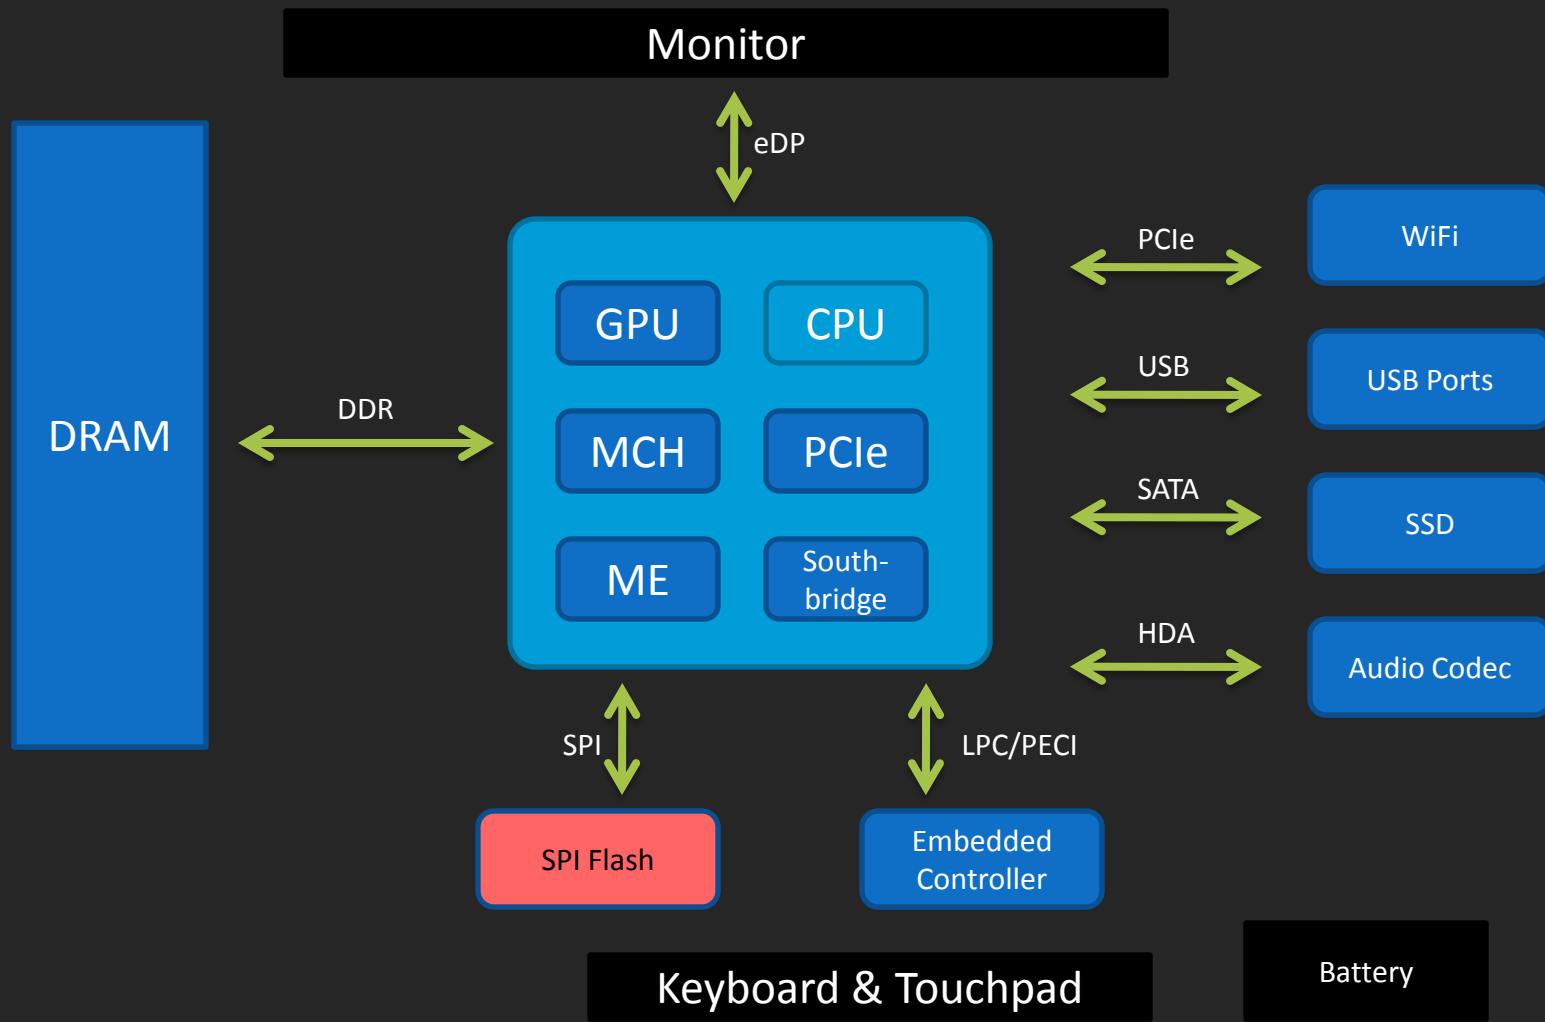 Monitor
eDP
DRAM
DDR
GPU
CPU
MCH
PCIe
ME
South-
bridge
PCIe
WiFi
USB
USB Ports
SATA
SSD
HDA
Audio Codec
SPI
LPC/PECI
SPI Flash
Embedded
Controller
Keyboard & Touchpad
Battery